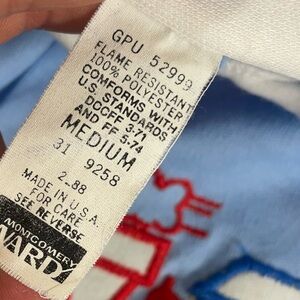 GPU 52999
FLAME RESISTANT
100% POLYESTER
CONFORMS WITH
U.S. STANDARDS
DOCFF 3-71
AND FF 5-74
MEDIUM
31 9258
2.88
MADE IN U.S.A.
FOR CARE
SEE REVERSE
MONTGOMERY
WARD